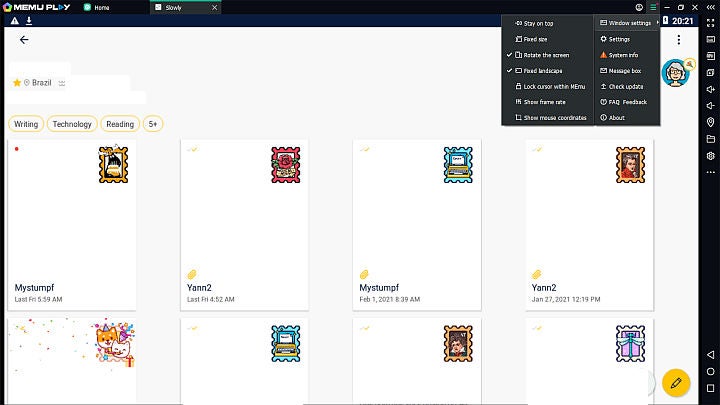 MEMU PLAY
Home
Slowly
20:21
Stay on top
Fixed size
Rotate the screen
Fixed landscape
Lock cursor within MEmu
Show frame rate
Show mouse coordinates
Window settings
Settings
System info
Message box
Check update
FAQ Feedback
About
Brazil
Writing
Technology
Reading
5+
Mystumpf
Last Fri 5:59 AM
Yann2
Last Fri 4:52 AM
Mystumpf
Feb 1, 2021 8:39 AM
Yann2
Jan 27, 2021 12:19 PM